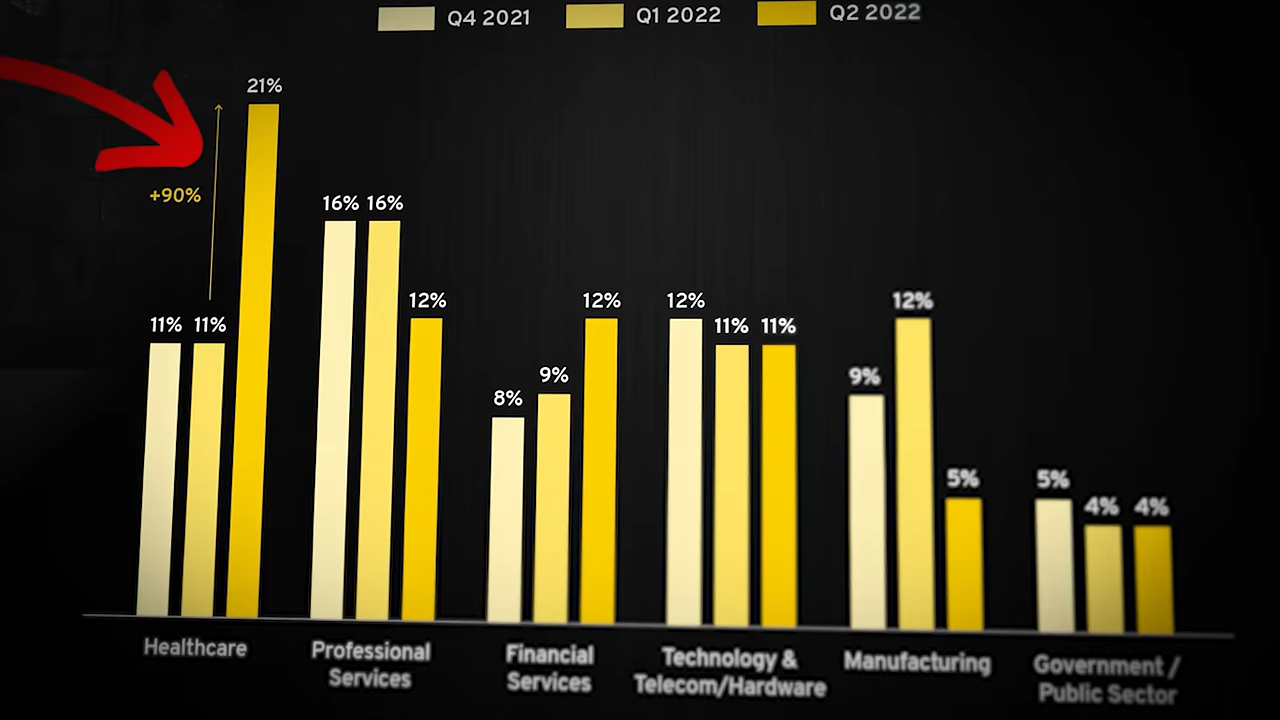 Q4 2021
Q1 2022
Q2 2022
21%
+90%
11%
11%
16%
16%
12%
8%
9%
12%
12%
11%
11%
9%
12%
5%
5%
4%
4%
Healthcare
Professional
Services
Financial
Services
Technology &
Telecom/Hardware
Manufacturing
Government /
Public Sector